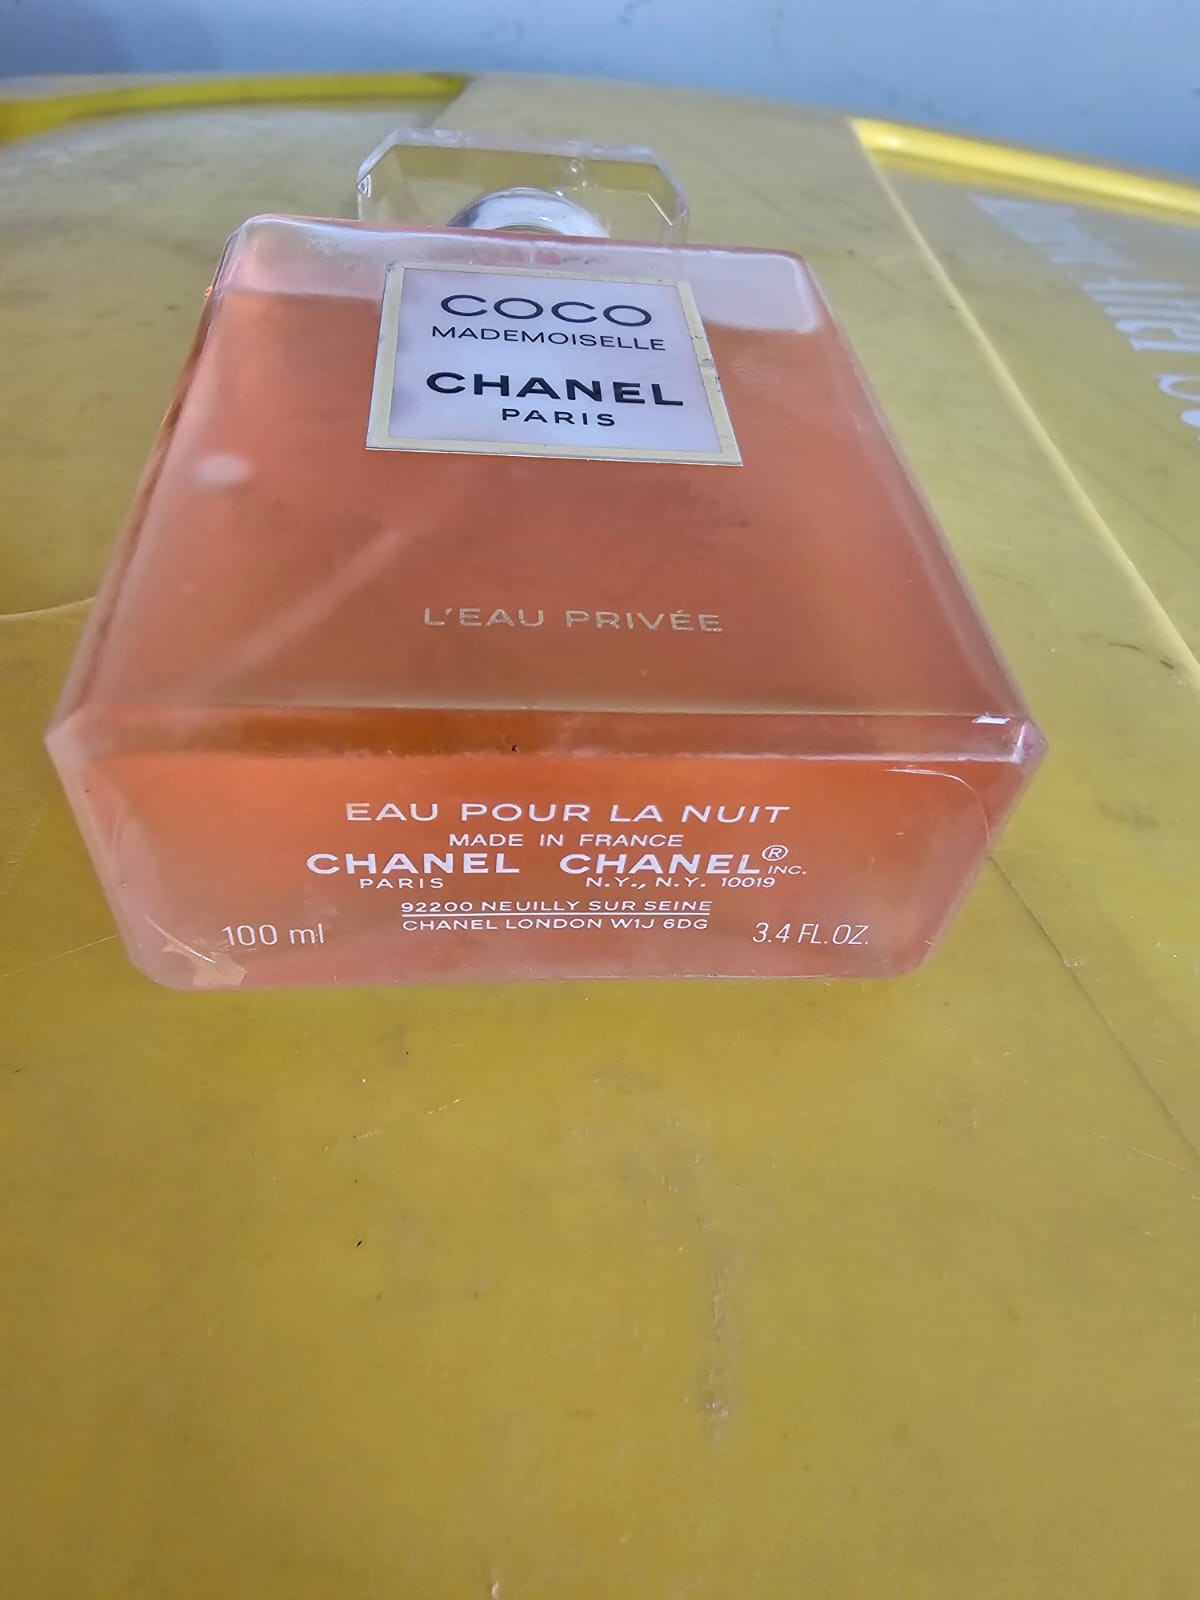 COCO
MADEMOISELLE
CHANEL
PARIS
L'EAU PRIVÉE
EAU POUR LA NUIT
MADE IN FRANCE
CHANEL CHANEL® INC.
PARIS N.Y., N.Y. 10019
92200 NEUILLY SUR SEINE
CHANEL LONDON W1J 6DG
100 ml 3.4 FL.OZ.